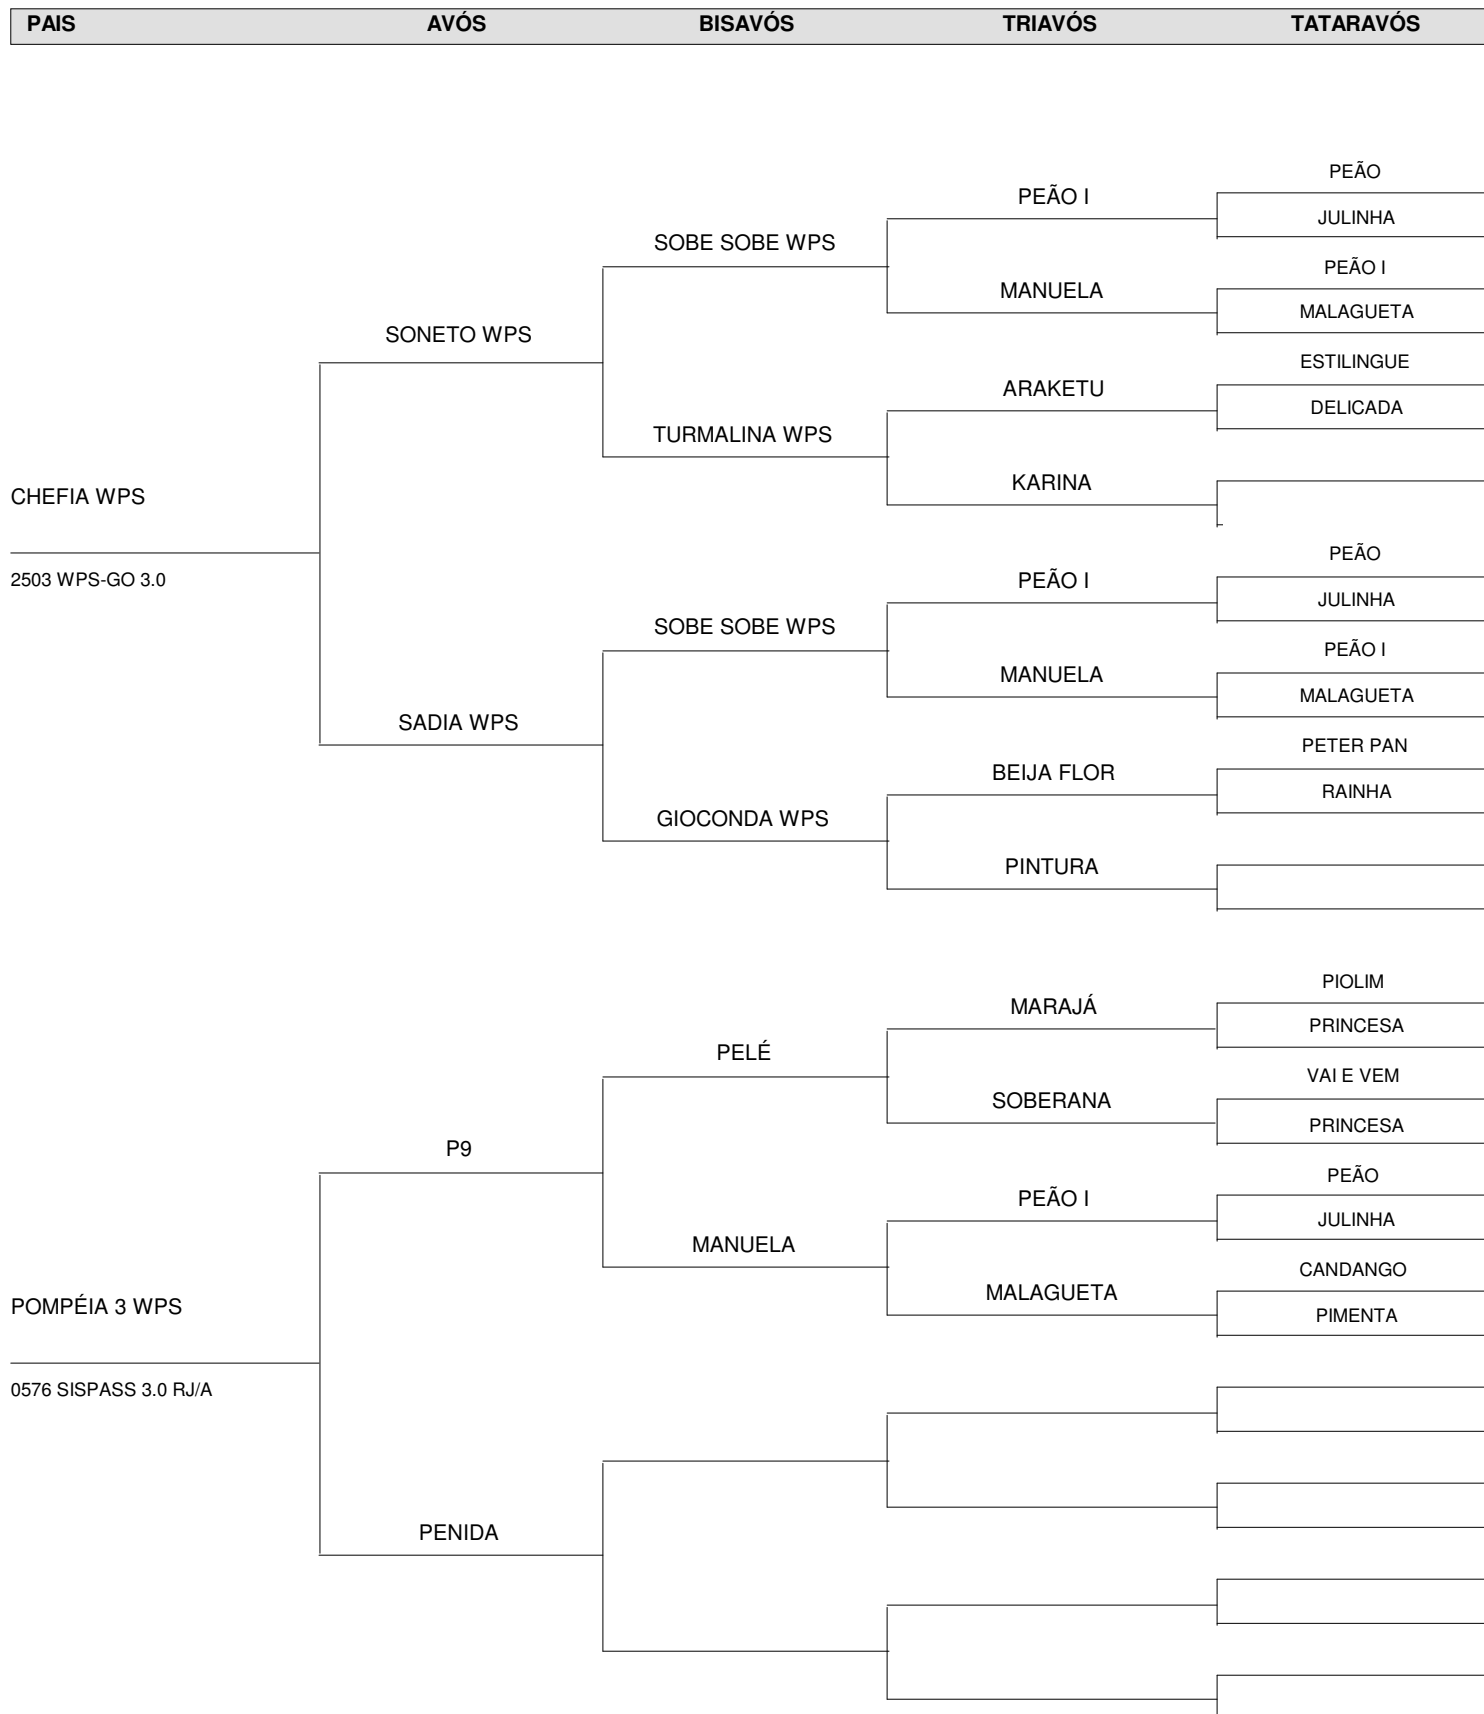 PAIS AVÓS BISAVÓS TRIAVÓS TATARAVÓS
PEÃO
PEÃO I
JULINHA
SOBE SOBE WPS
PEÃO I
MANUELA
MALAGUETA
SONETO WPS
ESTILINGUE
ARAKETU
DELICADA
TURMALINA WPS
KARINA
CHEFIA WPS
PEÃO
2503 WPS-GO 3.0
PEÃO I
JULINHA
SOBE SOBE WPS
PEÃO I
MANUELA
MALAGUETA
SADIA WPS
PETER PAN
BEIJA FLOR
RAINHA
GIOCONDA WPS
PINTURA
PIOLIM
MARAJÁ
PRINCESA
PELÉ
VAI E VEM
SOBERANA
PRINCESA
P9
PEÃO
PEÃO I
JULINHA
MANUELA
CANDANGO
MALAGUETA
POMPÉIA 3 WPS
PIMENTA
0576 SISPASS 3.0 RJ/A
PENIDA